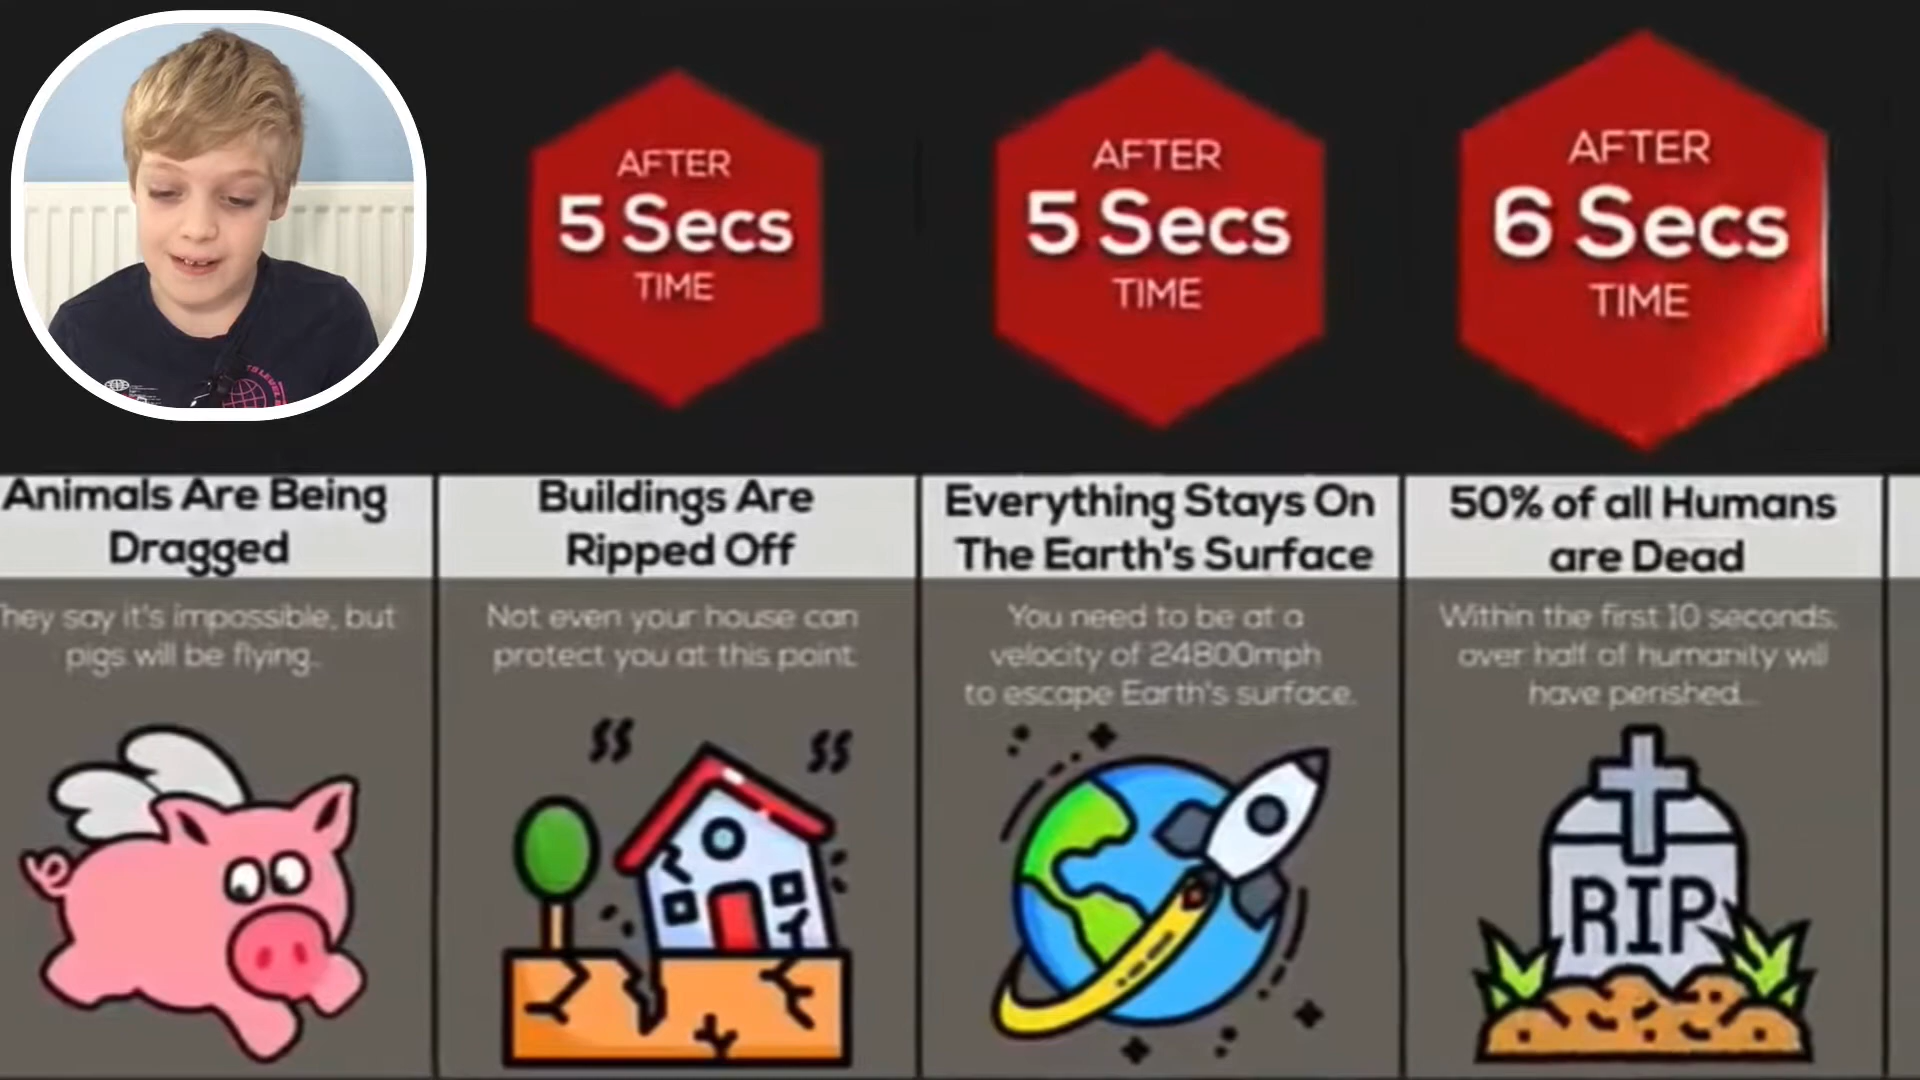 AFTER
5 Secs
TIME
AFTER
5 Secs
TIME
AFTER
6 Secs
TIME
Animals Are Being
Dragged
hey say it's impossible, but
pigs will be flying.
Buildings Are
Ripped Off
Not even your house can
protect you at this point
Everything Stays On
The Earth's Surface
You need to be at a
velocity of 24800mph
to escape Earth's surface.
50% of all Humans
are Dead
Within the first 10 seconds,
over half of humanity will
have perished...
RIP